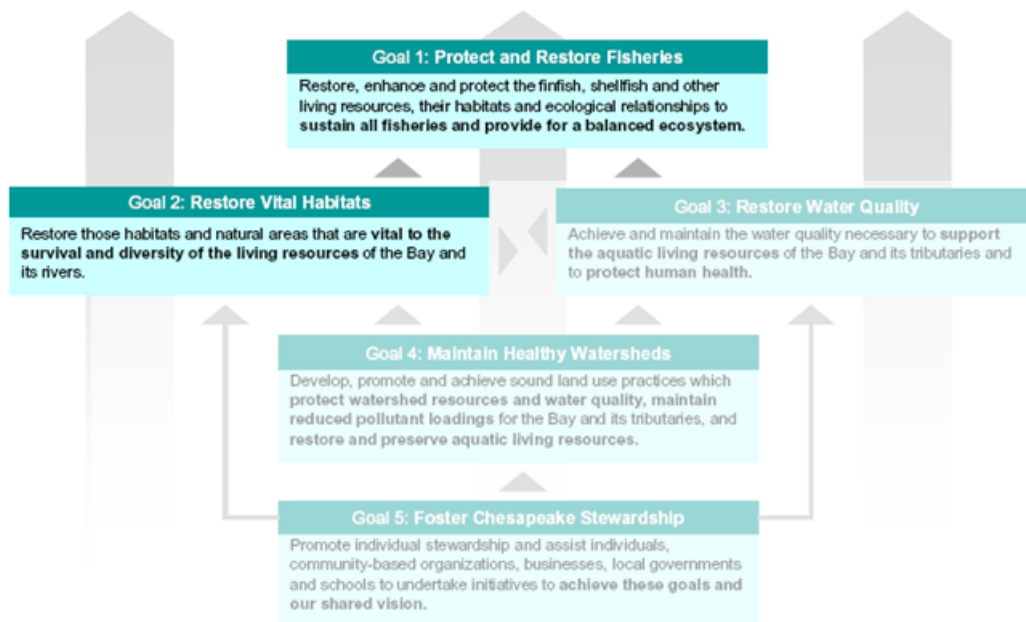 Goal 1: Protect and Restore Fisheries
Restore, enhance and protect the finfish, shellfish and other
living resources, their habitats and ecological relationships to
sustain all fisheries and provide for a balanced ecosystem.
Goal 2: Restore Vital Habitats
Restore those habitats and natural areas that are vital to the
survival and diversity of the living resources of the Bay and
its rivers.
Goal 3: Restore Water Quality
Achieve and maintain the water quality necessary to support
the aquatic living resources of the Bay and its tributaries and
to protect human health.
Goal 4: Maintain Healthy Watersheds
Develop, promote and achieve sound land use practices which
protect watershed resources and water quality, maintain
reduced pollutant loadings for the Bay and its tributaries, and
restore and preserve aquatic living resources.
Goal 5: Foster Chesapeake Stewardship
Promote individual stewardship and assist individuals,
community-based organizations, businesses, local governments
and schools to undertake initiatives to achieve these goals and
our shared vision.